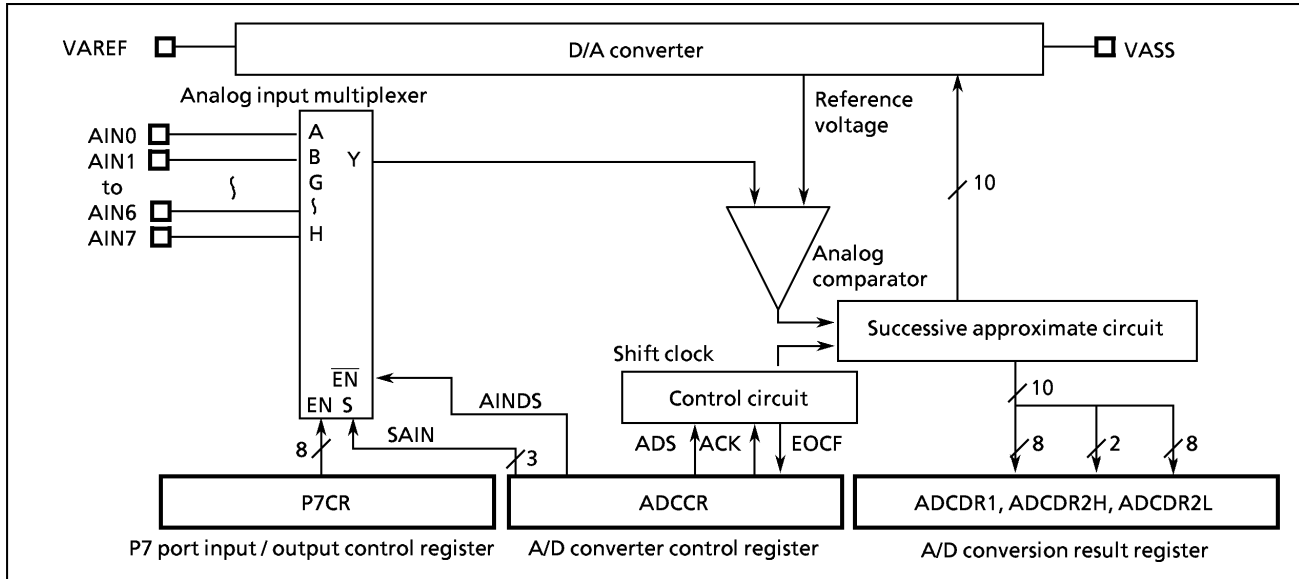 VAREF
D/A converter
VASS
Analog input multiplexer
Reference
voltage
AIN0
AIN1
to
AIN6
AIN7
A
B
G
H
Y
10
Analog
comparator
Successive approximate circuit
Shift clock
Control circuit
10
EN
EN S
AINDS
SAIN
8
3
ADS
ACK
EOCF
8
2
8
P7CR
ADCCR
ADCDR1, ADCDR2H, ADCDR2L
P7 port input / output control register
A/D converter control register
A/D conversion result register